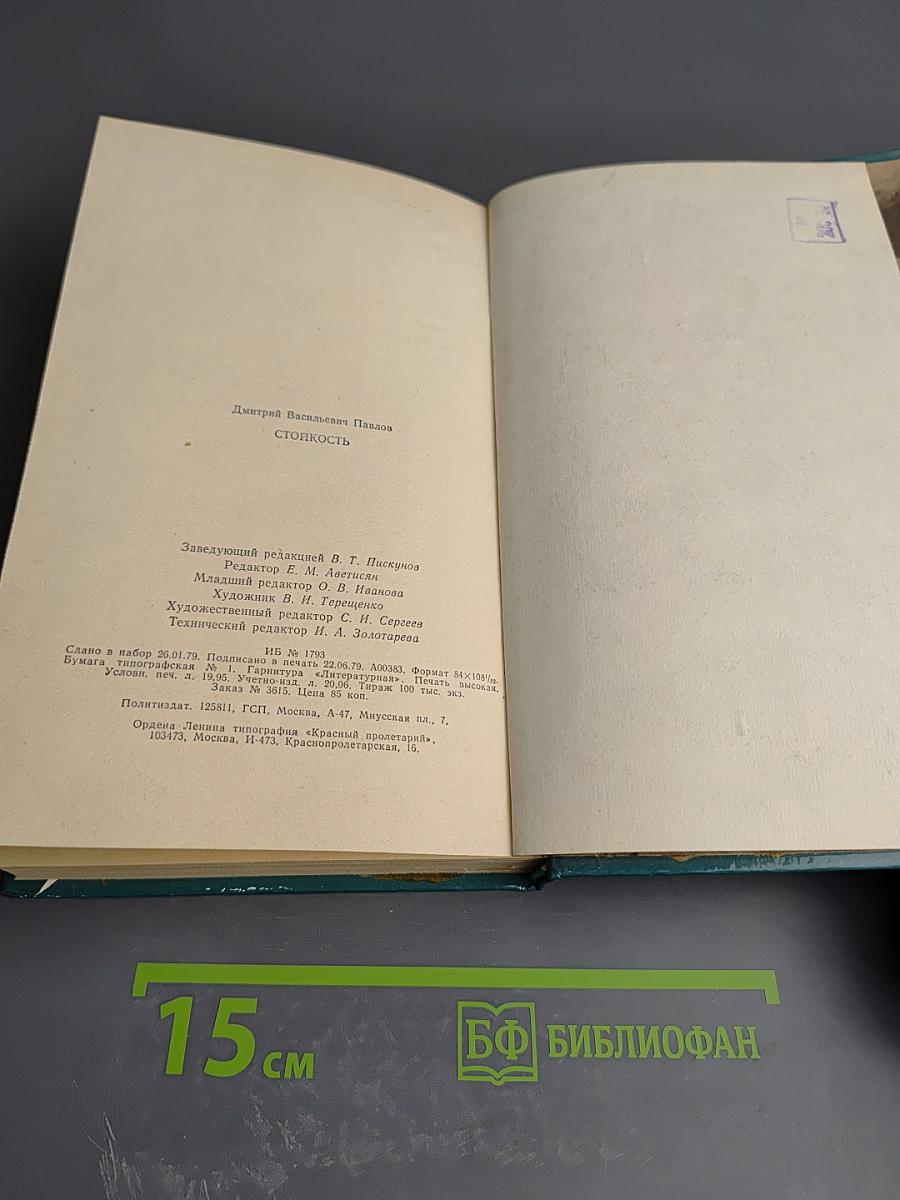 Дмитрий Васильевич Павлов
СТОЙКОСТЬ
Заведующий редакцией В. Т. Пискунов
Редактор Е. М. Аветисян
Младший редактор О. В. Иванова
Художник В. И. Терещенко
Художественный редактор С. И. Сергеев
Технический редактор И. А. Золотарева
ИБ № 1793
Сдано в набор 26.01.79. Подписано в печать 22.06.79. А00383. Формат 84×108¹/₃₂.
Бумага типографская № 1. Гарнитура «Литературная». Печать высокая.
Условн. печ. л. 19,95. Учетно-изд. л. 20,06. Тираж 100 тыс. экз.
Заказ № 3615. Цена 85 коп.
Политиздат. 125811, ГСП, Москва, А-47, Миусская пл., 7.
Ордена Ленина типография «Красный пролетарий».
103473, Москва, И-473, Краснопролетарская, 16.
15 см
БФ БИБЛИОФАН